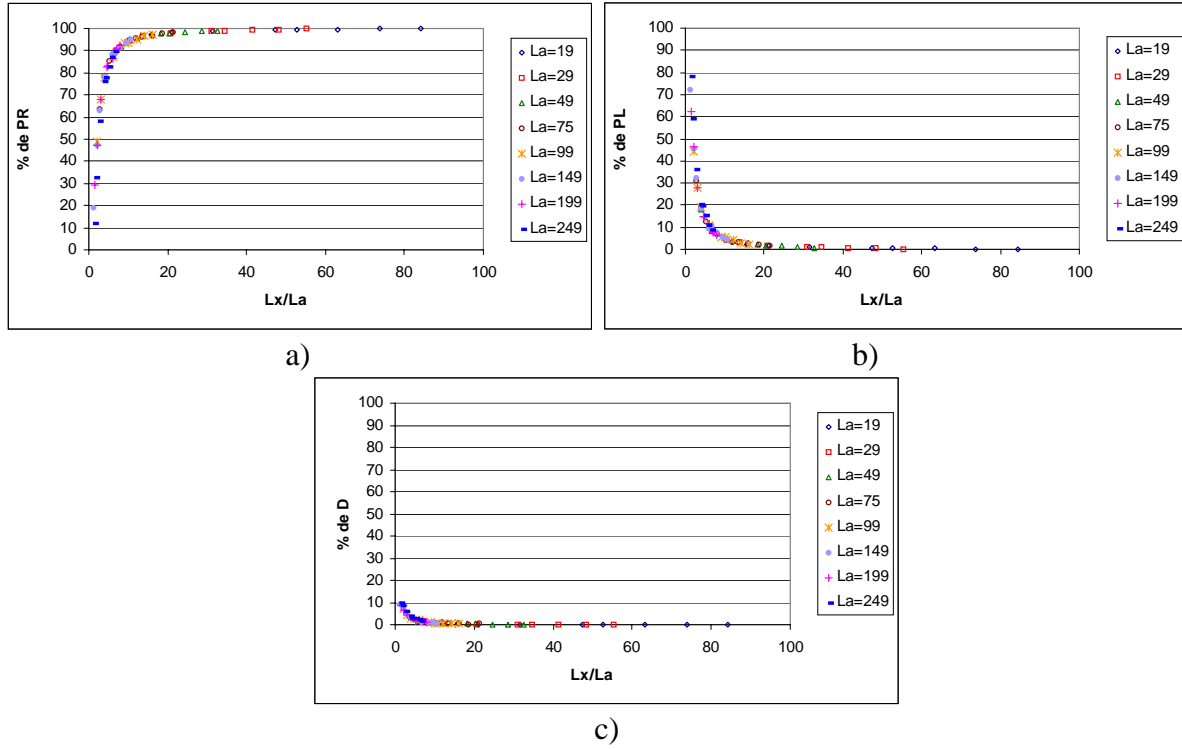 100
90
80
70
60
50
40
30
20
10
0
% de PR
0 20 40 60 80 100
Lx/La
La=19
La=29
La=49
La=75
La=99
La=149
La=199
La=249
a)
100
90
80
70
60
50
40
30
20
10
0
% de PL
0 20 40 60 80 100
Lx/La
La=19
La=29
La=49
La=75
La=99
La=149
La=199
La=249
b)
100
90
80
70
60
50
40
30
20
10
0
% de D
0 20 40 60 80 100
Lx/La
La=19
La=29
La=49
La=75
La=99
La=149
La=199
La=249
c)